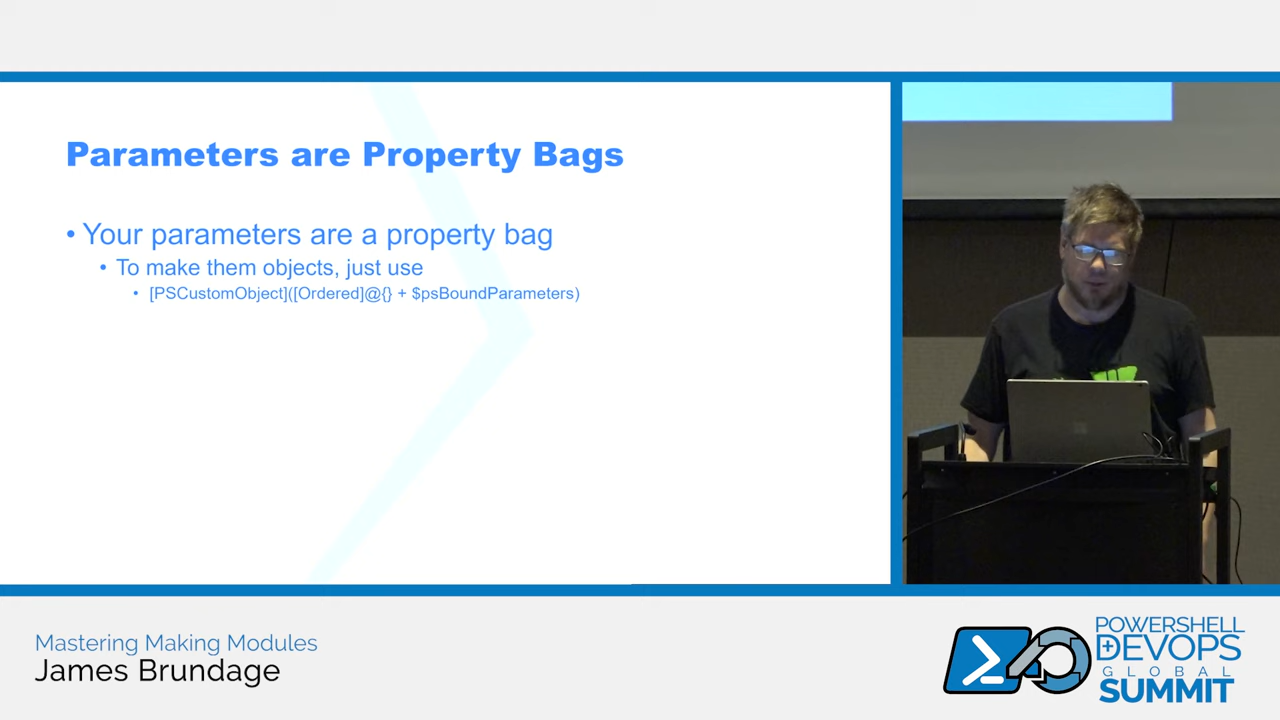 Parameters are Property Bags
• Your parameters are a property bag
• To make them objects, just use
• [PSCustomObject]([Ordered]@{} + $psBoundParameters)
Mastering Making Modules
James Brundage
POWERSHELL
DEVOPS
GLOBAL
SUMMIT